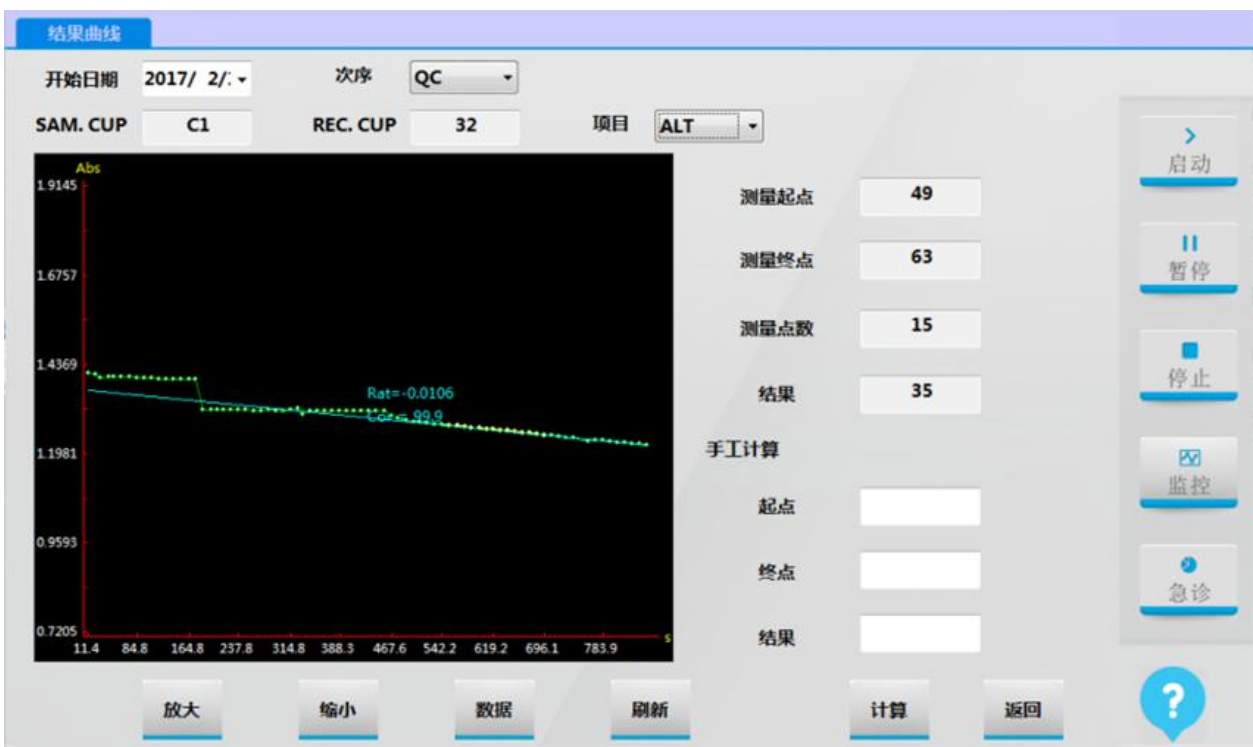 结果曲线
开始日期 2017/ 2/ 次序 QC
SAM. CUP C1 REC. CUP 32 项目 ALT
Abs
1.9145
1.6757
1.4369
1.1981
0.9593
0.7205
Rat=-0.0106
Cor= 99.9
11.4 84.8 164.8 237.8 314.8 388.3 467.6 542.2 619.2 696.1 783.9 s
测量起点 49
测量终点 63
测量点数 15
结果 35
手工计算
起点
终点
结果
放大 缩小 数据 刷新 计算 返回
启动
暂停
停止
监控
急诊
?